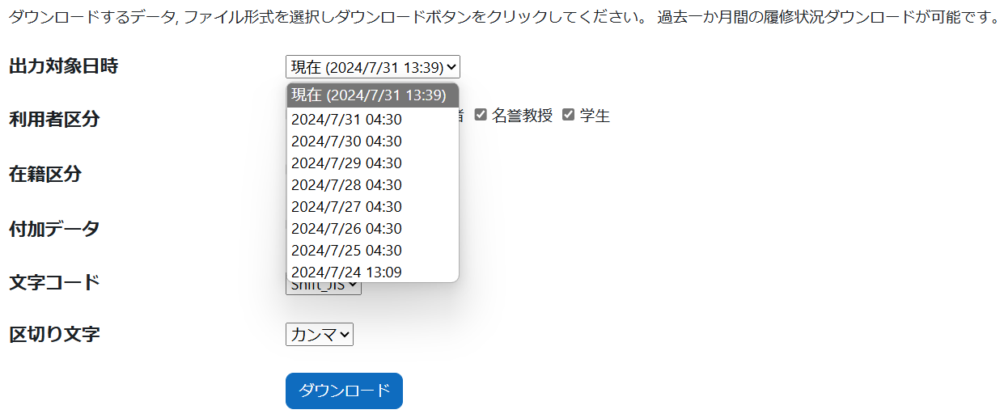 ダウンロードするデータ, ファイル形式を選択しダウンロードボタンをクリックしてください。 過去一か月間の履修状況ダウンロードが可能です。
出力対象日時 現在 (2024/7/31 13:39)
現在 (2024/7/31 13:39)
利用者区分 者 名誉教授 学生
2024/7/31 04:30
2024/7/30 04:30
在籍区分
2024/7/29 04:30
2024/7/28 04:30
2024/7/27 04:30
付加データ
2024/7/26 04:30
2024/7/25 04:30
2024/7/24 13:09
文字コード Shift_JIS
区切り文字 カンマ
ダウンロード